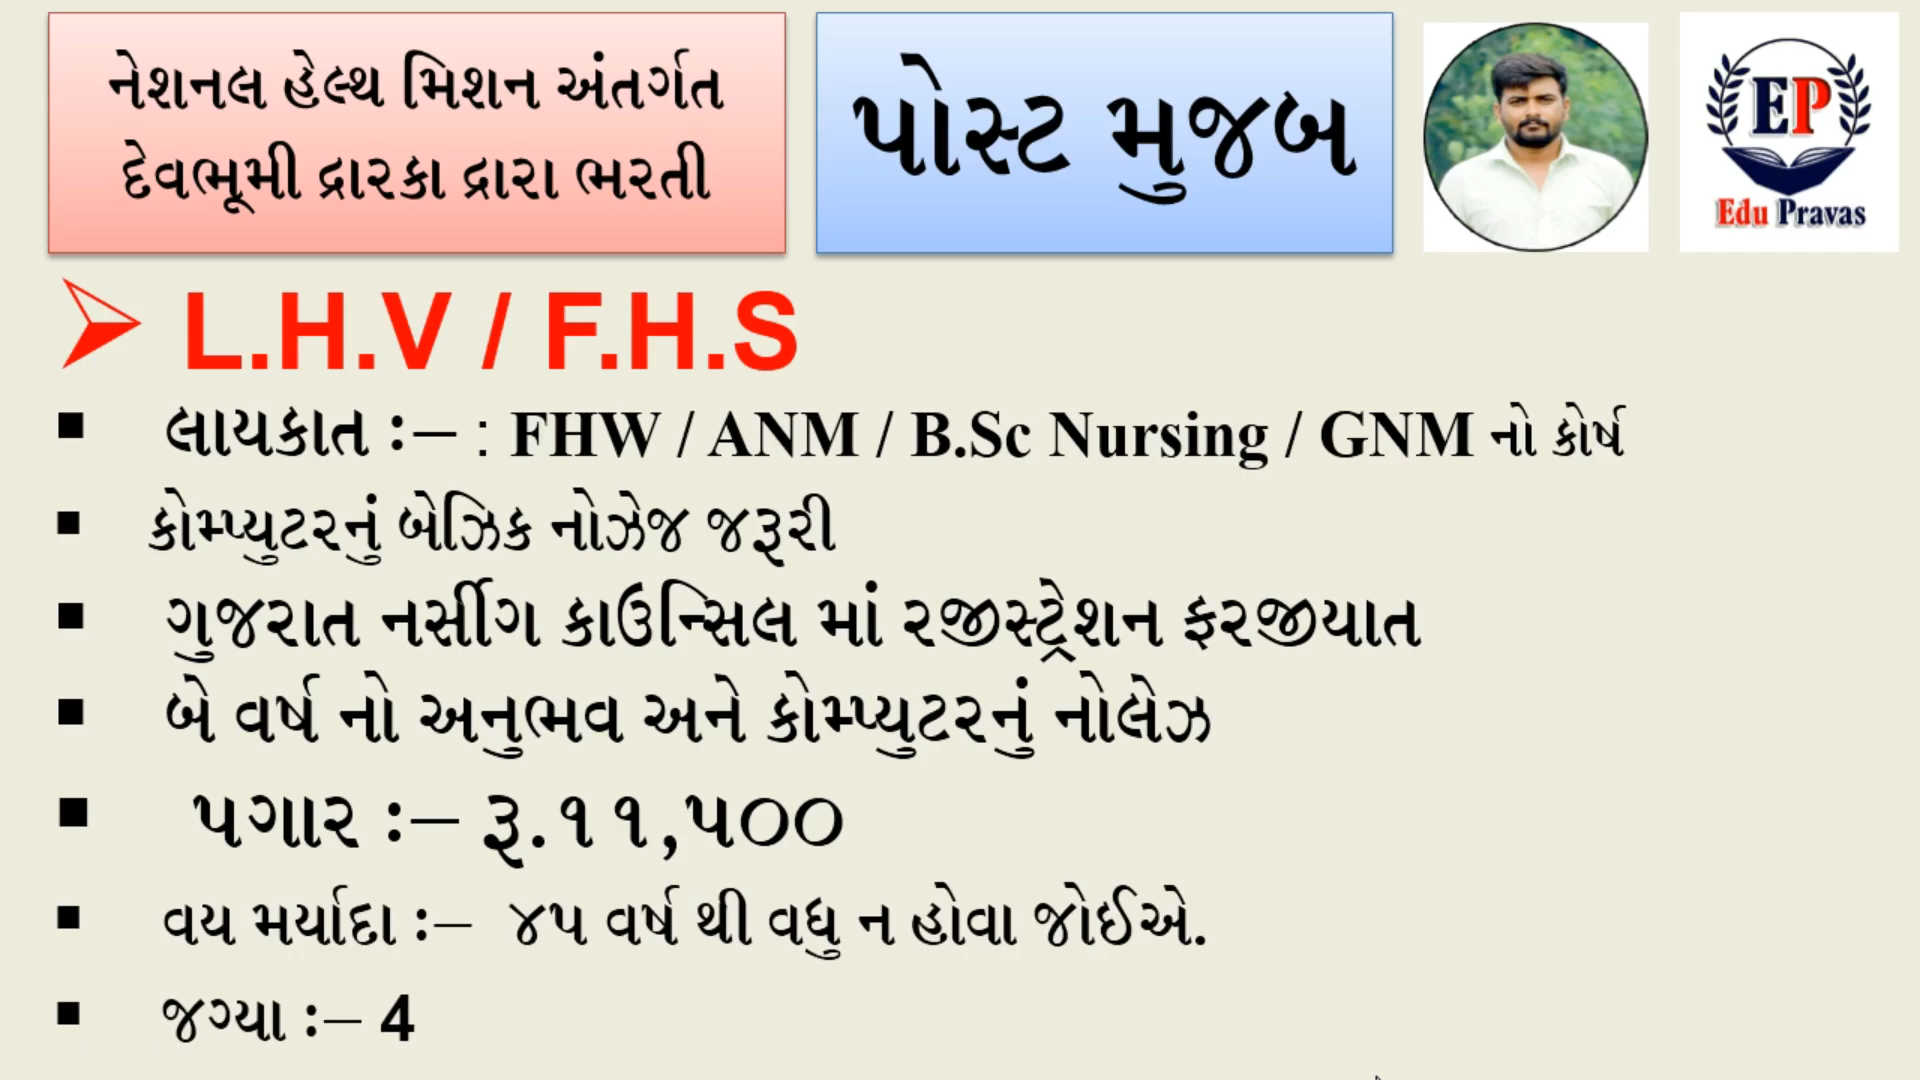 નેશનલ હેલ્થ મિશન અંતર્ગત
દેવભૂમી દ્રારકા દ્રારા ભરતી
પોસ્ટ મુજબ
EP
Edu Pravas
➢ L.H.V / F.H.S
▪ લાયકાત :– : FHW / ANM / B.Sc Nursing / GNM નો કોર્ષ
▪ કોમ્પ્યુટરનું બેઝિક નોઝેજ જરૂરી
▪ ગુજરાત નર્સીગ કાઉન્સિલ માં રજીસ્ટ્રેશન ફરજીયાત
▪ બે વર્ષ નો અનુભવ અને કોમ્પ્યુટરનું નોલેઝ
▪ પગાર :– રૂ.૧૧,૫૦૦
▪ વય મર્યાદા :– ૪૫ વર્ષ થી વધુ ન હોવા જોઈએ.
▪ જગ્યા :– 4